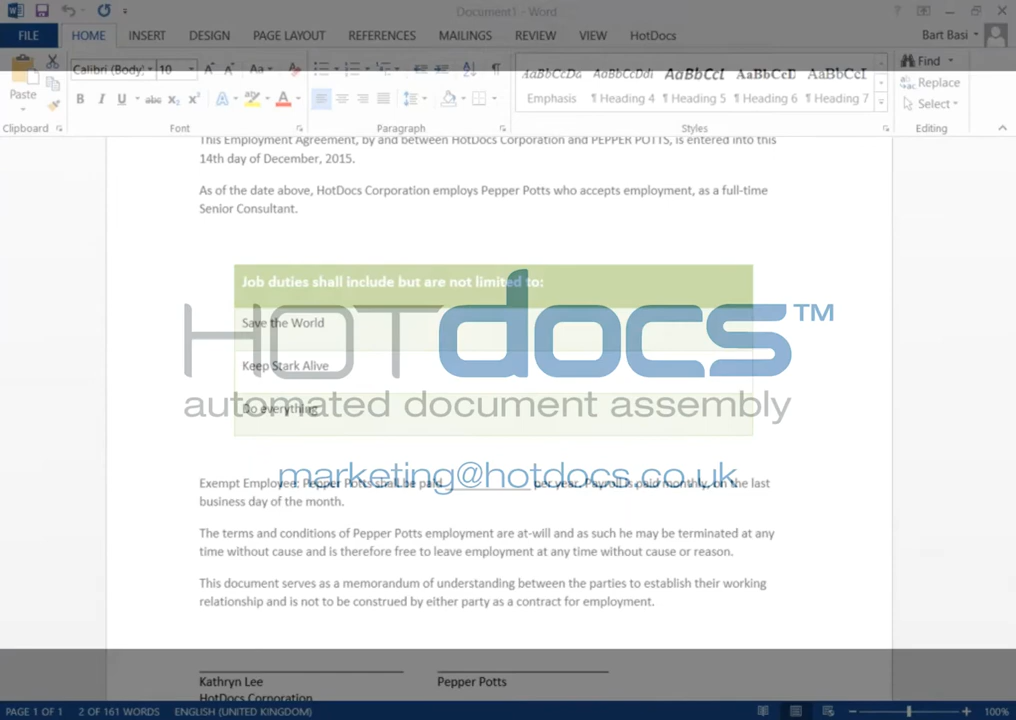 Document1 - Word
FILE HOME INSERT DESIGN PAGE LAYOUT REFERENCES MAILINGS REVIEW VIEW HotDocs Bart Basi
Calibri (Body) 10 Aa
Find
Replace
Select
Paste
B I U abc X₂ X² A A
AaBbCcDd AaBbCcDdI AaBbCcI AaBbCcD AaBbCcI
Emphasis ¶ Heading 4 ¶ Heading 5 ¶ Heading 6 ¶ Heading 7
Clipboard Font Paragraph Styles Editing
This Employment Agreement, by and between HotDocs Corporation and PEPPER POTTS, is entered into this
14th day of December, 2015.
As of the date above, HotDocs Corporation employs Pepper Potts who accepts employment, as a full-time
Senior Consultant.
Job duties shall include but are not limited to:
Save the World
HOTdocs™
Keep Stark Alive
automated document assembly
Do everything
marketing@hotdocs.co.uk
Exempt Employee: Pepper Potts shall be paid ____________ per year. Payroll is paid monthly, on the last
business day of the month.
The terms and conditions of Pepper Potts employment are at-will and as such he may be terminated at any
time without cause and is therefore free to leave employment at any time without cause or reason.
This document serves as a memorandum of understanding between the parties to establish their working
relationship and is not to be construed by either party as a contract for employment.
Kathryn Lee Pepper Potts
HotDocs Corporation
PAGE 1 OF 1 2 OF 161 WORDS ENGLISH (UNITED KINGDOM) 100%